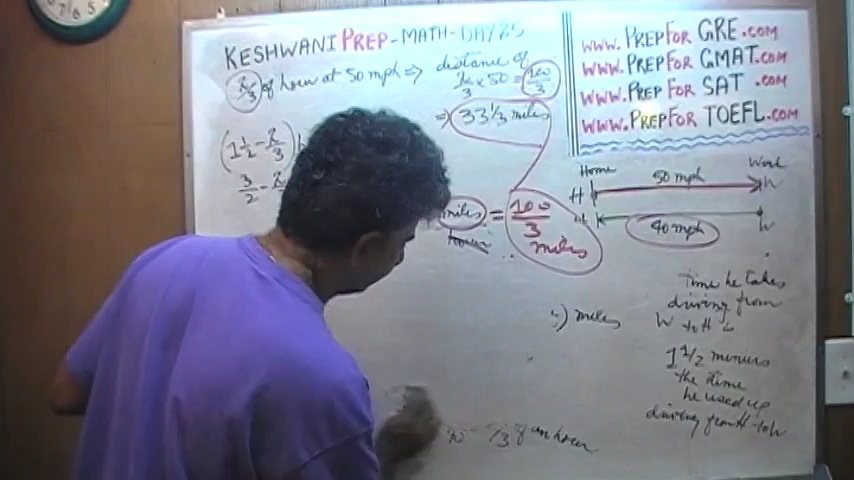 KESHWANI PREP-MATH-DAY 25
2/3 of hour at 50 mph => distance of
2/3 x 50 = 100/3
=> 33 1/3 miles
(1 1/2 - 2/3)
3/2 - 2
miles = 100/3 miles
hour
miles
1/3 of an hour
www.PREPFOR GRE.COM
www.PREPFOR GMAT.COM
www.PREP FOR SAT .COM
www.PREPFOR TOEFL.COM
Home Work
H 50 mph W
H 40 mph W
Time he takes
driving from
W to H is
1 1/2 minus
the time
he used up
driving from H to W